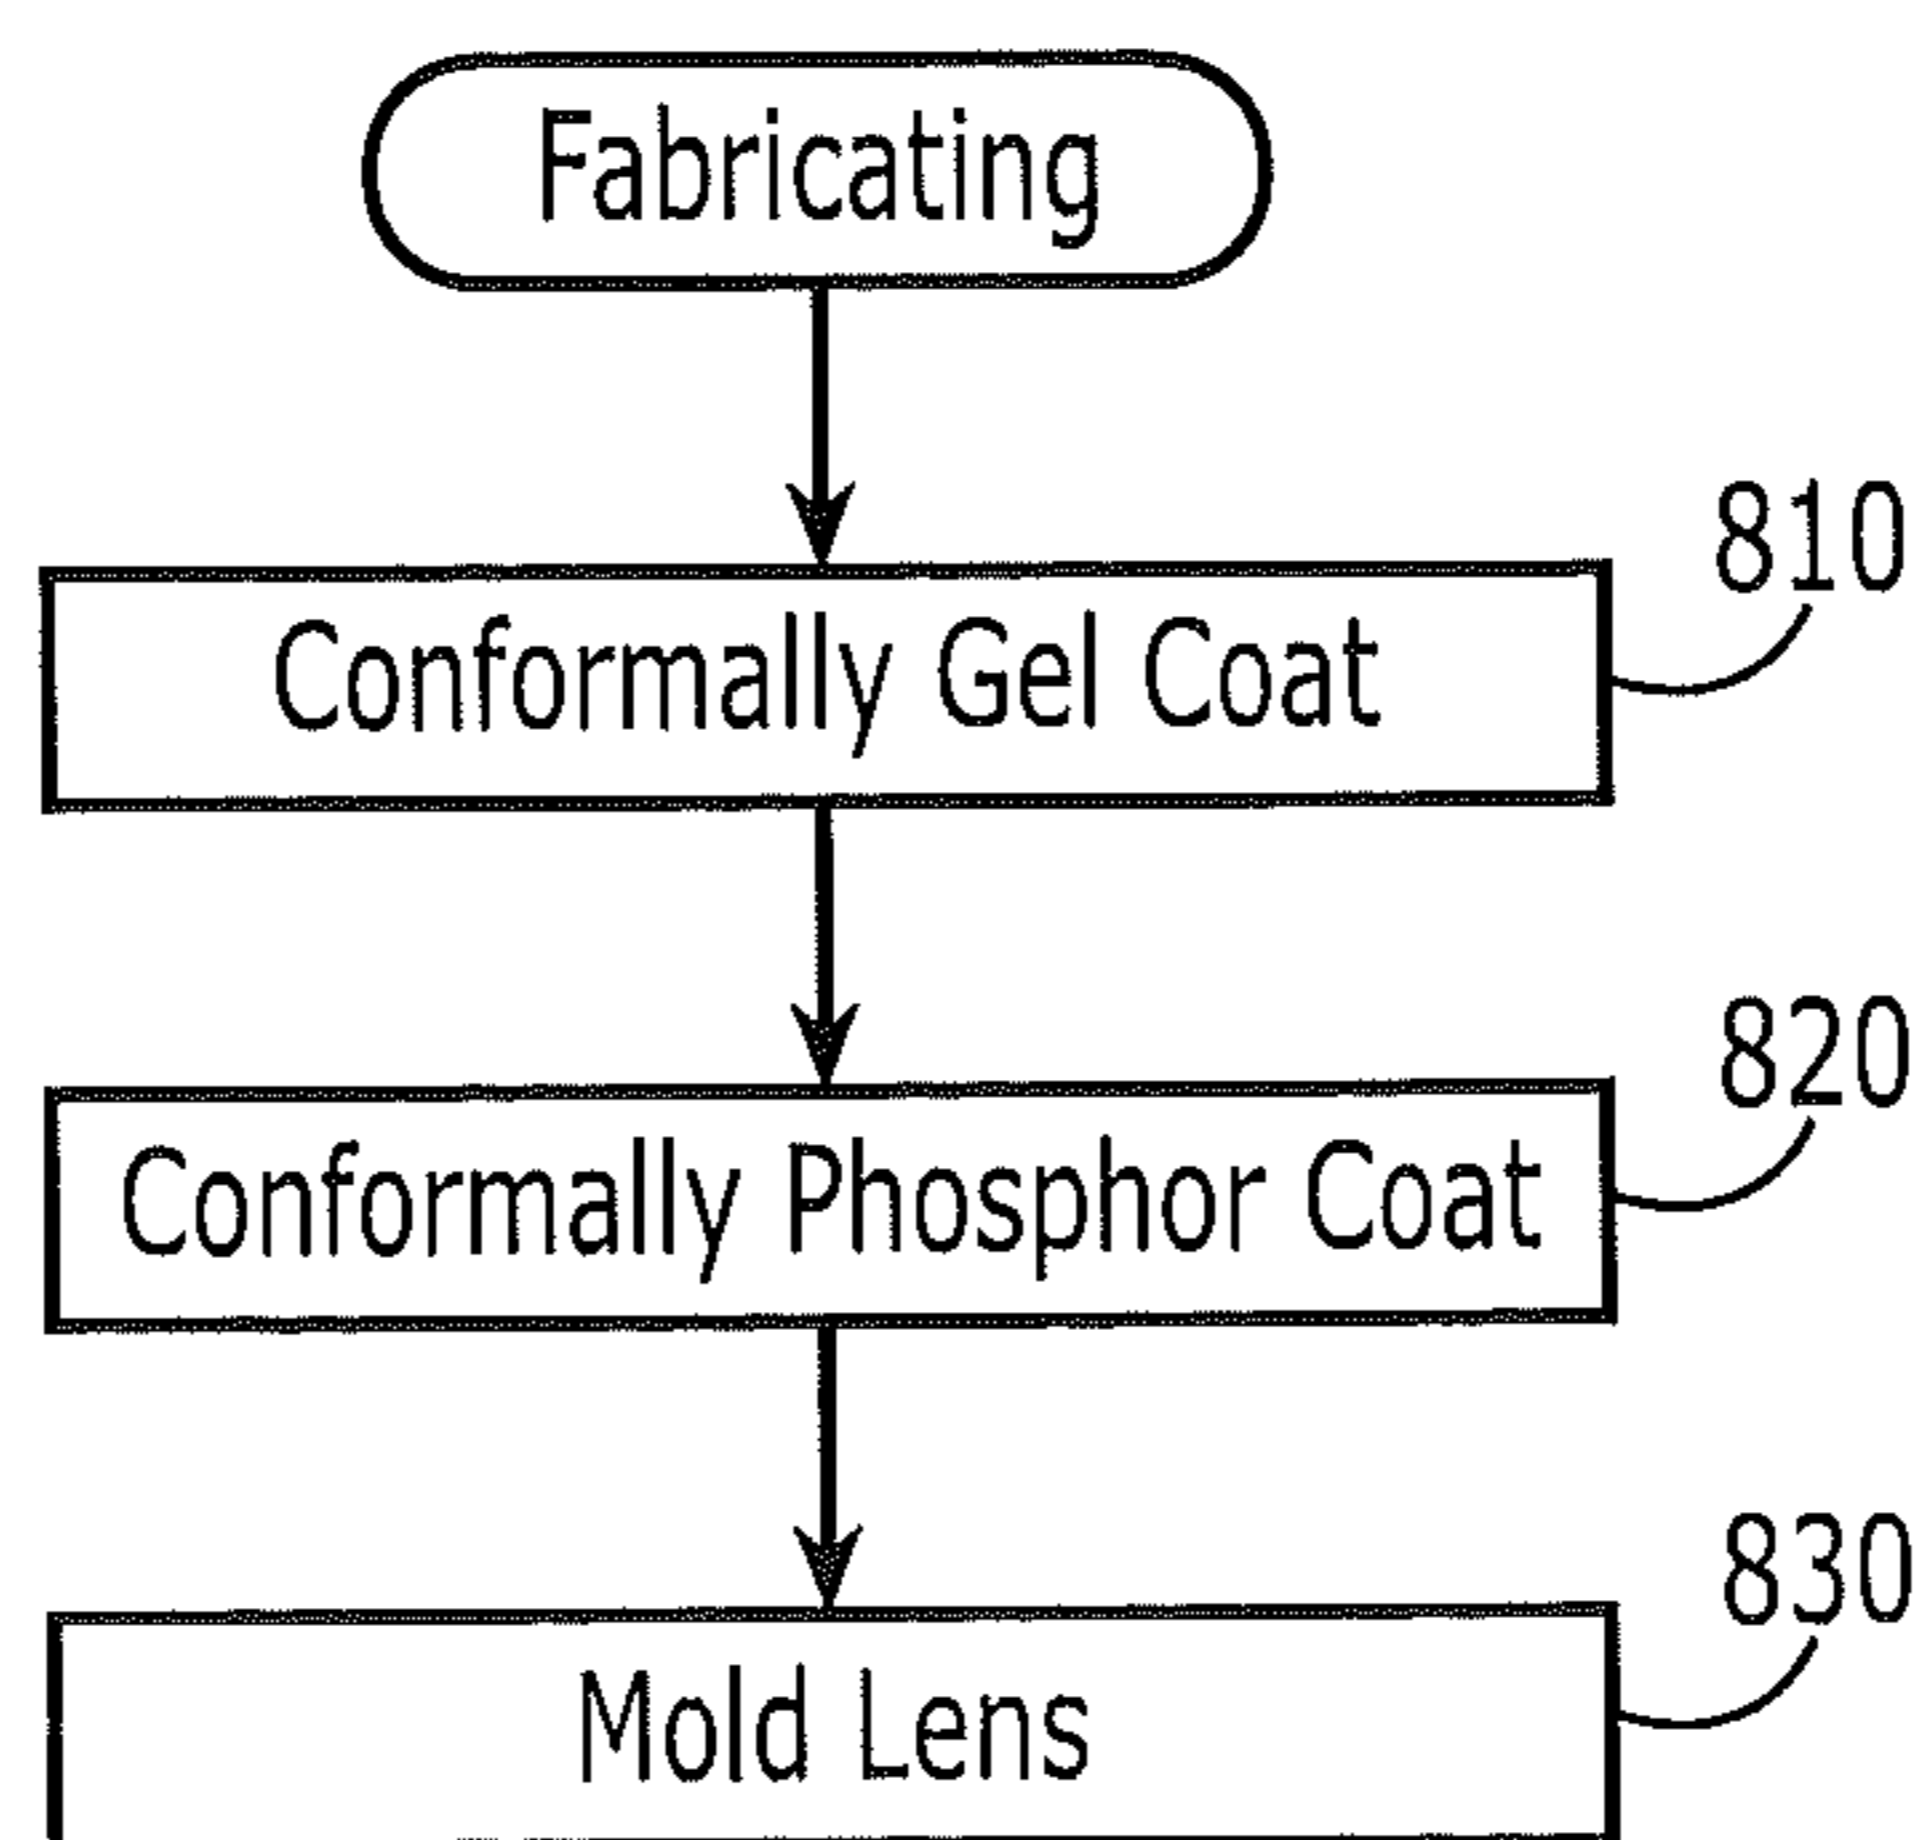 Fabricating
810
Conformally Gel Coat
820
Conformally Phosphor Coat
830
Mold Lens